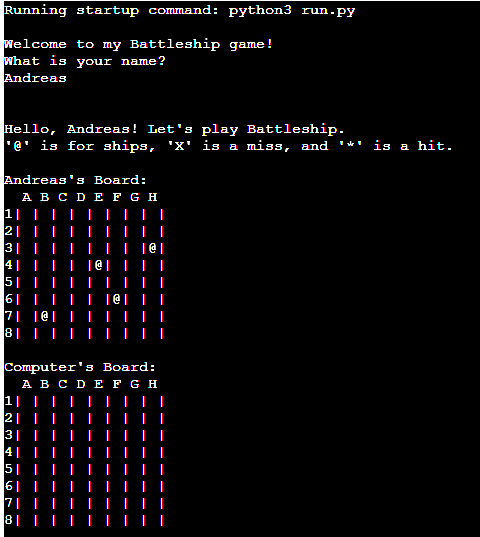 Running startup command: python3 run.py
Welcome to my Battleship game!
What is your name?
Andreas
Hello, Andreas! Let's play Battleship.
'@' is for ships, 'X' is a miss, and '*' is a hit.
Andreas's Board:
  A B C D E F G H
1| | | | | | | | |
2| | | | | | | | |
3| | | | | | | |@|
4| | | | |@| | | |
5| | | | | | | | |
6| | | | | |@| | |
7| |@| | | | | | |
8| | | | | | | | |
Computer's Board:
  A B C D E F G H
1| | | | | | | | |
2| | | | | | | | |
3| | | | | | | | |
4| | | | | | | | |
5| | | | | | | | |
6| | | | | | | | |
7| | | | | | | | |
8| | | | | | | | |